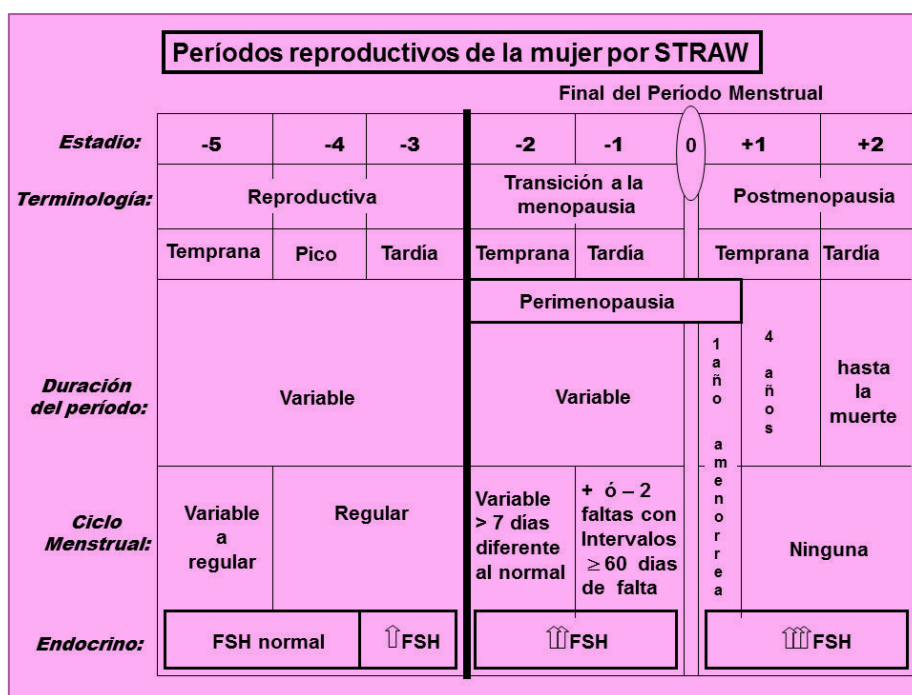 Períodos reproductivos de la mujer por STRAW
Final del Período Menstrual
Estadio: -5 -4 -3 -2 -1 0 +1 +2
Terminología: Reproductiva Transición a la menopausia Postmenopausia
Temprana Pico Tardía Temprana Tardía Temprana Tardía
Perimenopausia
Duración
del período:
Variable
Variable
1 año amenorrea
4 años
hasta
la
muerte
Ciclo
Menstrual:
Variable
a
regular
Regular
Variable
> 7 días
diferente
al normal
+ ó – 2
faltas con
Intervalos
≥ 60 dias
de falta
Ninguna
Endocrino: FSH normal ⇧FSH ⇧⇧FSH ⇧⇧⇧FSH